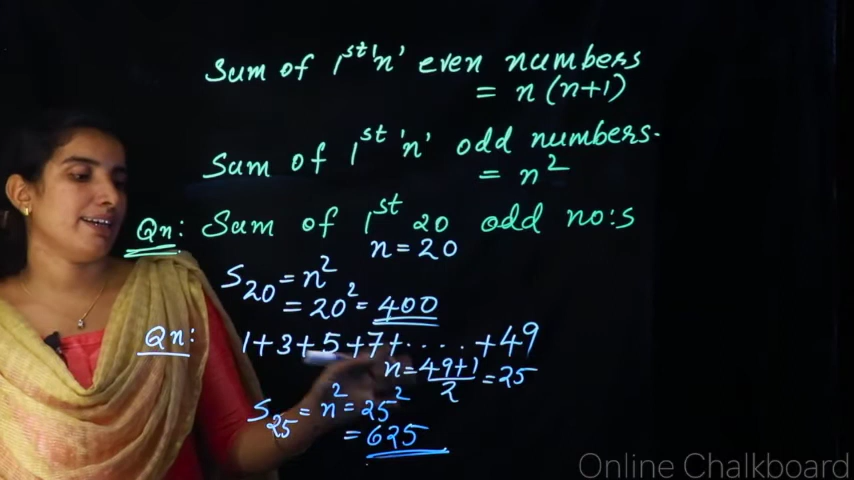 Sum of 1st 'n' even numbers
= n(n+1)
Sum of 1st 'n' odd numbers.
= n²
Qn: Sum of 1st 20 odd no:s
n=20
S₂₀ = n²
= 20² = 400
Qn: 1+3+5+7+.....+49
n = 49+1/2 = 25
S₂₅ = n² = 25²
= 625
Online Chalkboard